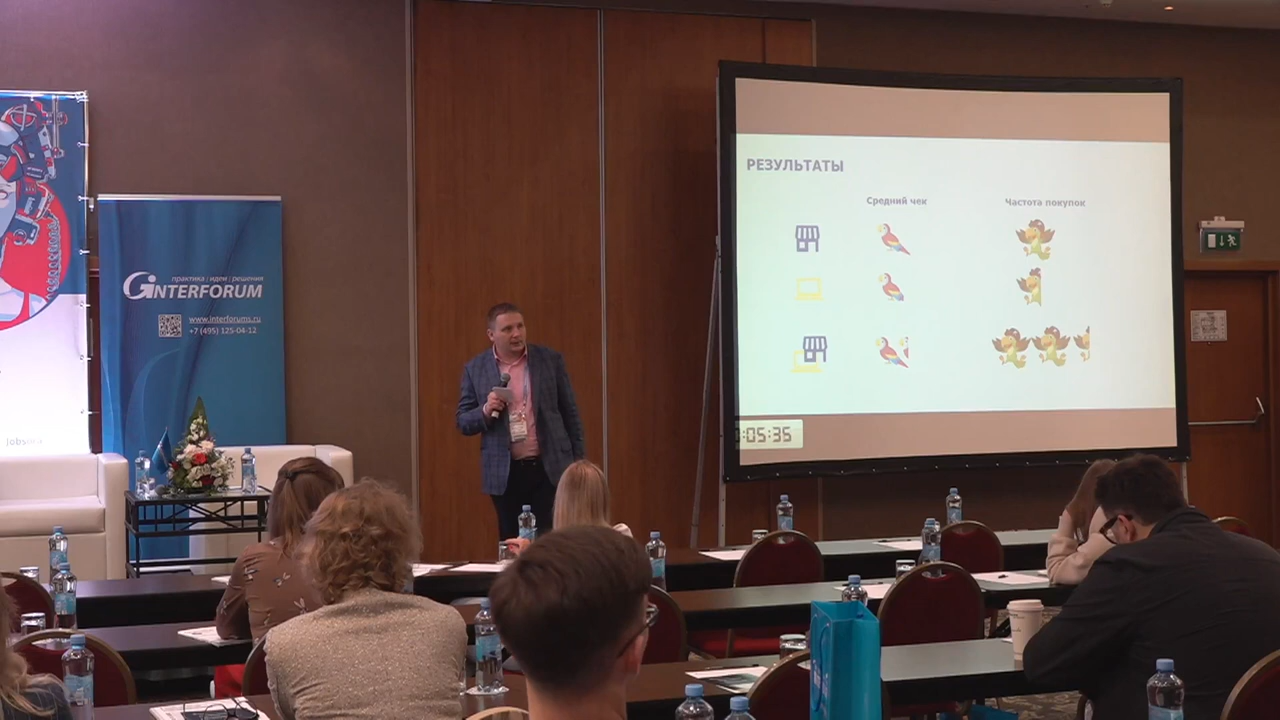 РЕЗУЛЬТАТЫ
Средний чек
Частота покупок
:05:35
практика | идеи | решения
INTERFORUM
www.interforums.ru
+7 (495) 125-04-12